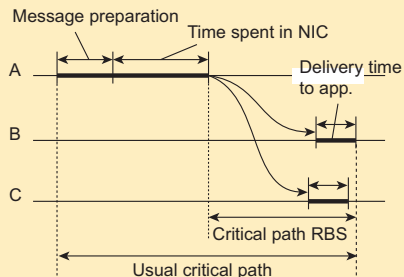 Message preparation
Time spent in NIC
A
Delivery time
to app.
B
C
Critical path RBS
Usual critical path